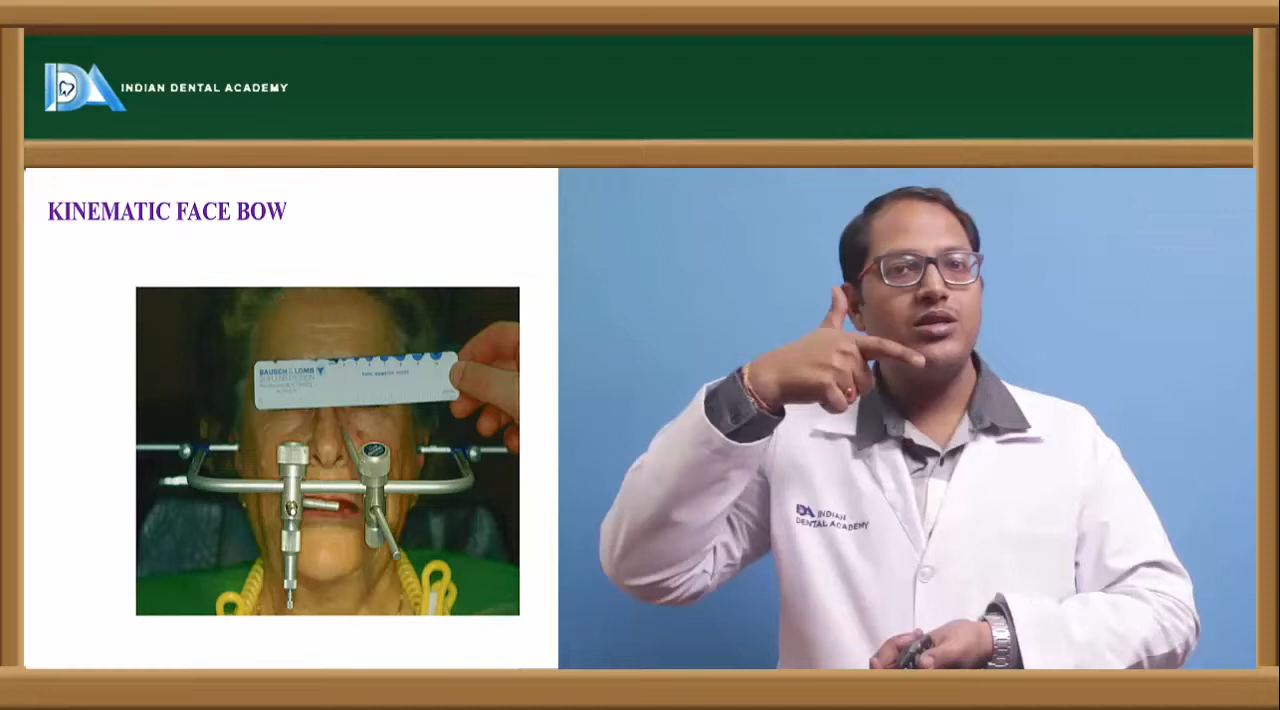 INDIAN DENTAL ACADEMY
KINEMATIC FACE BOW
BAUSCH & LOMB
INDIAN
DENTAL ACADEMY